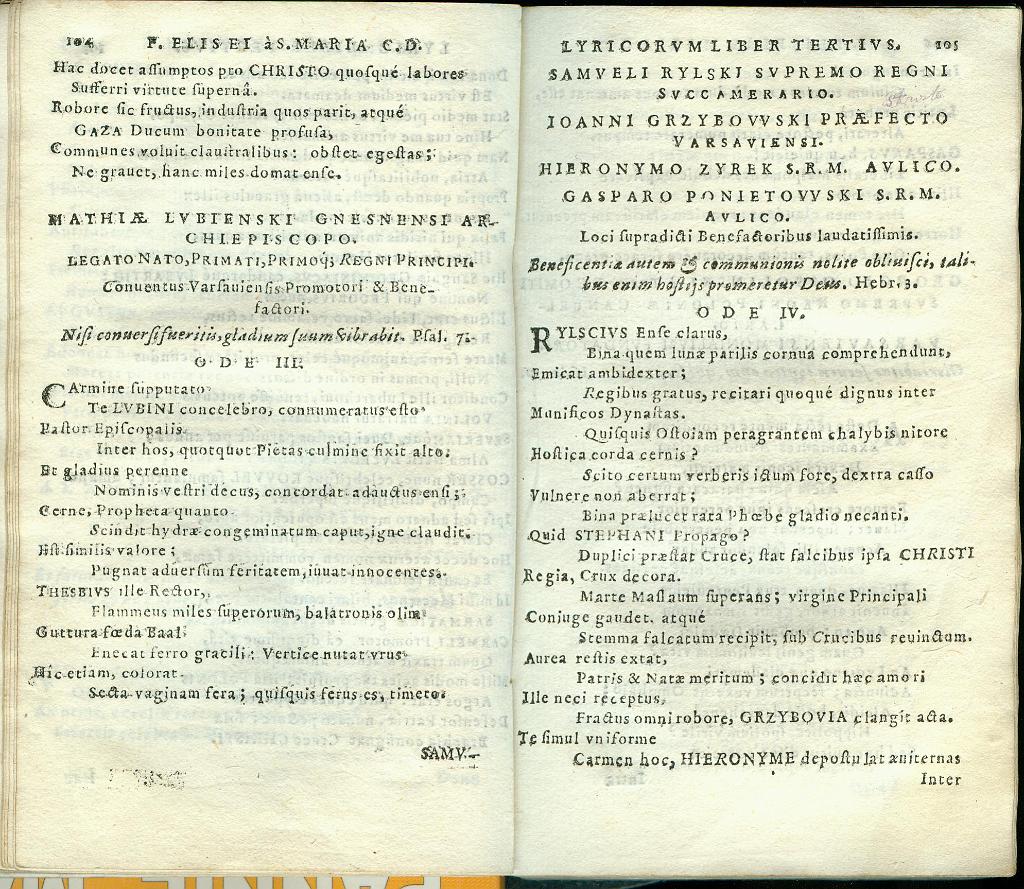 104 F. ELISEI à S. MARIA C. D.
Hac docet assumptos pro CHRISTO quosqué labores
Sufferri virtute supernâ.
Robore sic fructus, industria quos parit, atqué
GAZA Ducum bonitate profusa,
Communes voluit claustralibus: obstet egestas;
Ne grauet, hanc miles domat ense.
MATHIÆ LVBIENSKI GNESNENSI AR-
CHIEPISCOPO.
LEGATO NATO, PRIMATI, PRIMOq; REGNI PRINCIPI.
Conuentus Varsauiensis Promotori & Bene-
factori.
Nisi conuersi fueritis, gladium suum vibrabit. Psal. 7.
ODE III.
CArmine supputato
Te LVBINI concelebro, connumeratus esto
Pastor Episcopalis.
Inter hos, quotquot Pietas culmine fixit alto.
Et gladius perenne
Nominis vestri decus, concordat adauctus ensi;
Cerne, Propheta quanto
Scindit hydræ congeminatum caput, igne claudit.
Est similis valore;
Pugnat aduersùm feritatem, iuuat innocentes.
THESBIVS ille Rector,
Flammeus miles superorum, balatronis olim
Guttura fœda Baal
Enecat ferro gracili: Vertice nutat vrus
Hic etiam, colorat
Secta vaginam fera; quisquis ferus es, timeto.
SAMV-
LYRICORVM LIBER TERTIVS. 105
SAMVELI RYLSKI SVPREMO REGNI
SVCCAMERARIO.
IOANNI GRZYBOVVSKI PRÆFECTO
VARSAVIENSI.
HIERONYMO ZYREK S.R.M. AVLICO.
GASPARO PONIETOVVSKI S.R.M.
AVLICO.
Loci supradicti Benefactoribus laudatissimis.
Beneficentiæ autem & communionis nolite obliuisci, tali-
bus enim hostijs promeretur Deus. Hebr. 3.
ODE IV.
RYLSCIVS Ense clarus,
Bina quem lunæ parilis cornua comprehendunt,
Emicat ambidexter;
Regibus gratus, recitari quoqué dignus inter
Munificos Dynastas.
Quisquis Ostoiam peragrantem chalybis nitore
Hostica corda cernis?
Scito certum verberis ictum fore, dextra casso
Vulnere non aberrat;
Bina prælucet rata Phœbe gladio necanti.
Quid STEPHANI Propago?
Duplici præstat Cruce, stat falcibus ipsa CHRISTI
Regia, Crux decora.
Marte Maslaum superans; virgine Principali
Coniuge gaudet. atqué
Stemma falcatum recipit, sub Crucibus reuinctum.
Aurea restis extat,
Patris & Natæ meritum; concidit hæc amori
Ille neci receptus,
Fractus omni robore, GRZYBOVIA clangit acta.
Te simul vniforme
Carmen hoc, HIERONYME depostulat æuiternas
Inter